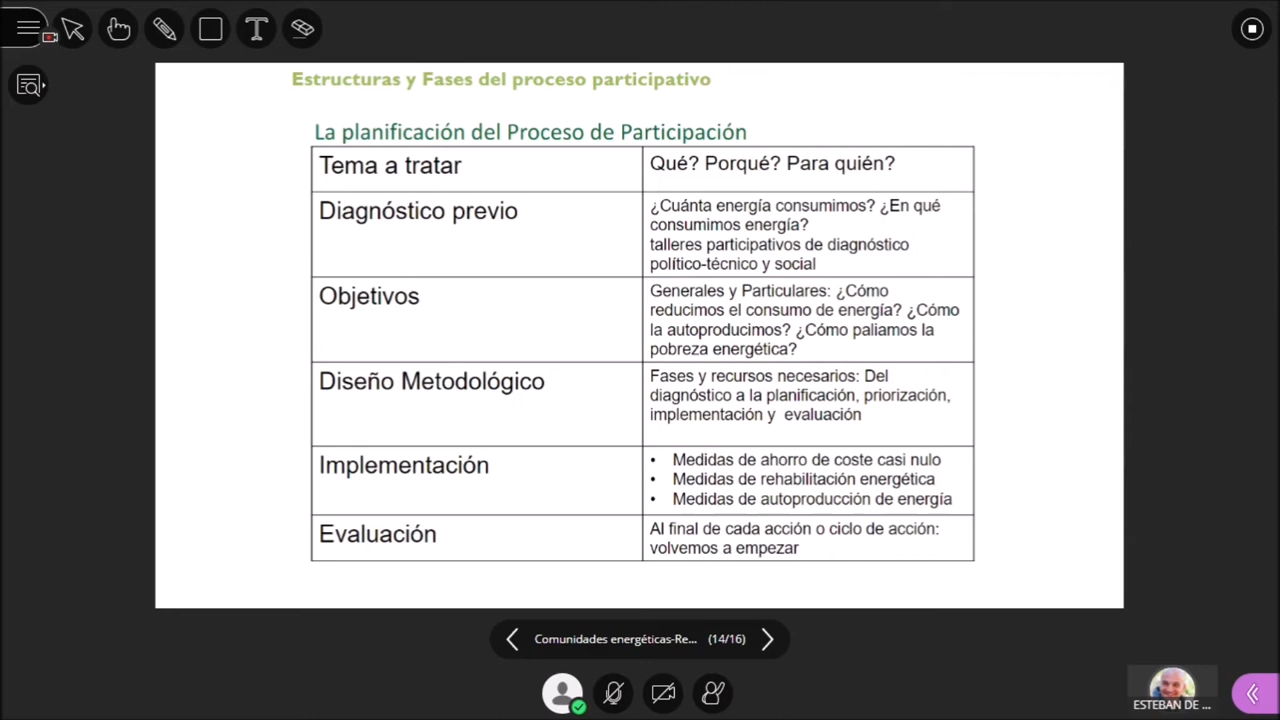 Estructuras y Fases del proceso participativo
La planificación del Proceso de Participación
Tema a tratar
Qué? Porqué? Para quién?
Diagnóstico previo
¿Cuánta energía consumimos? ¿En qué
consumimos energía?
talleres participativos de diagnóstico
político-técnico y social
Objetivos
Generales y Particulares: ¿Cómo
reducimos el consumo de energía? ¿Cómo
la autoproducimos? ¿Cómo paliamos la
pobreza energética?
Diseño Metodológico
Fases y recursos necesarios: Del
diagnóstico a la planificación, priorización,
implementación y evaluación
Implementación
• Medidas de ahorro de coste casi nulo
• Medidas de rehabilitación energética
• Medidas de autoproducción de energía
Evaluación
Al final de cada acción o ciclo de acción:
volvemos a empezar
Comunidades energéticas-Re... (14/16)
ESTEBAN DE ...